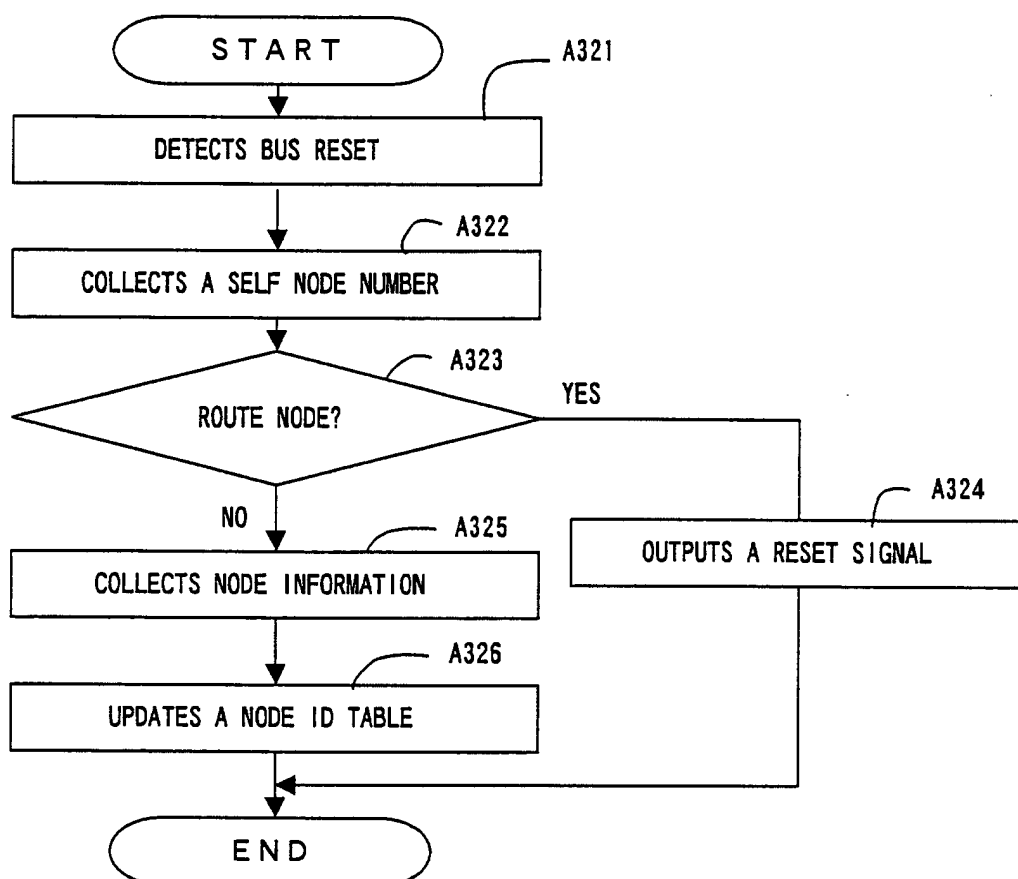 START
A321
DETECTS BUS RESET
A322
COLLECTS A SELF NODE NUMBER
A323
ROUTE NODE?
YES
NO
A324
OUTPUTS A RESET SIGNAL
A325
COLLECTS NODE INFORMATION
A326
UPDATES A NODE ID TABLE
END